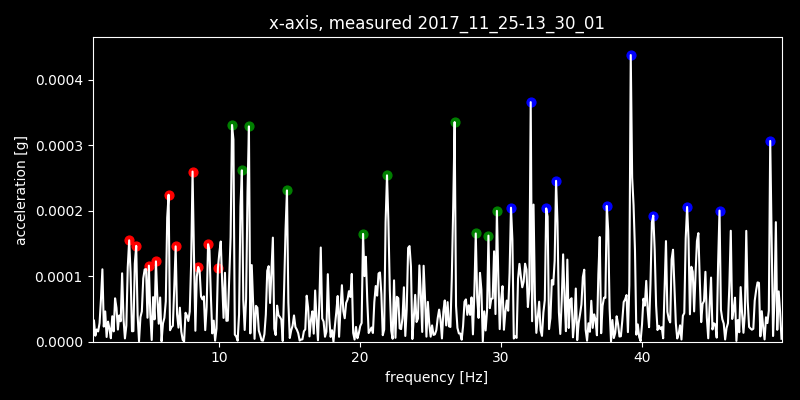 x-axis, measured 2017_11_25-13_30_01
acceleration [g]
0.0004
0.0003
0.0002
0.0001
0.0000
10 20 30 40
frequency [Hz]